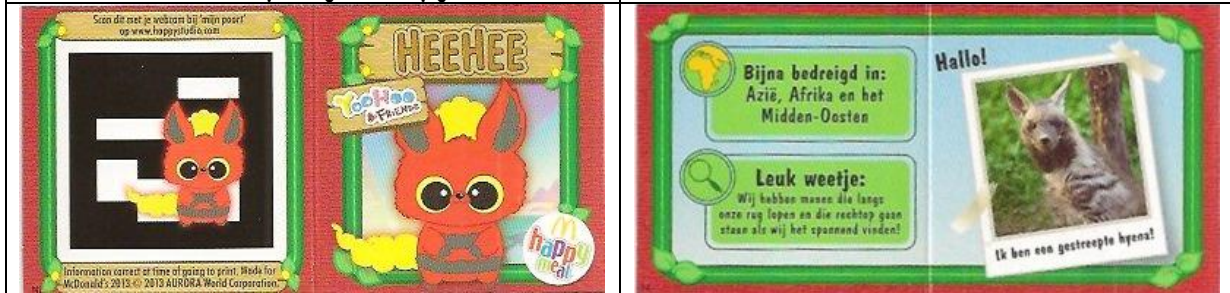 Scan dit met je webcam bij 'mijn poort'
op www.happystudio.com
Information correct at time of going to print. Made for
McDonald's 2013 © 2013 AURORA World Corporation.
HEEHEE
YooHoo
& FRIENDS
happy
meal
Bijna bedreigd in:
Azië, Afrika en het
Midden-Oosten
Leuk weetje:
Wij hebben manen die langs
onze rug lopen en die rechtop gaan
staan als wij het spannend vinden!
Hallo!
Ik ben een gestreepte hyena!